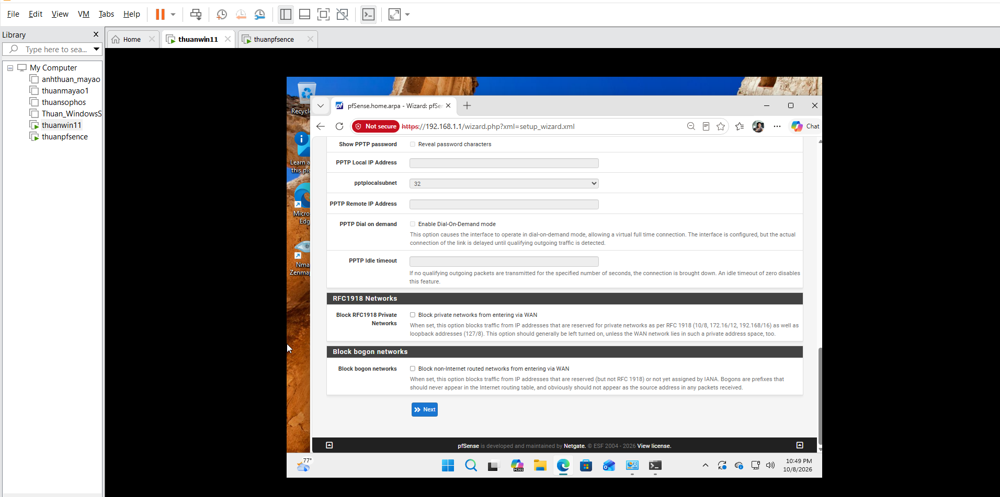 File Edit View VM Tabs Help
Library
Type here to sea...
My Computer
anhthuan_mayao
thuanmayao1
thuansophos
Thuan_WindowsS
thuanwin11
thuanpfsence
Home
thuanwin11
thuanpfsence
Recycl
Learn a
this pic
Micro
Edg
Nma
Zenma
pfSense.home.arpa - Wizard: pfSer
Not secure https://192.168.1.1/wizard.php?xml=setup_wizard.xml
Chat
Show PPTP password Reveal password characters
PPTP Local IP Address
pptplocalsubnet 32
PPTP Remote IP Address
PPTP Dial on demand Enable Dial-On-Demand mode
This option causes the interface to operate in dial-on-demand mode, allowing a virtual full time connection. The interface is configured, but the actual
connection of the link is delayed until qualifying outgoing traffic is detected.
PPTP Idle timeout
If no qualifying outgoing packets are transmitted for the specified number of seconds, the connection is brought down. An idle timeout of zero disables
this feature.
RFC1918 Networks
Block RFC1918 Private
Networks
Block private networks from entering via WAN
When set, this option blocks traffic from IP addresses that are reserved for private networks as per RFC 1918 (10/8, 172.16/12, 192.168/16) as well as
loopback addresses (127/8). This option should generally be left turned on, unless the WAN network lies in such a private address space, too.
Block bogon networks
Block bogon networks Block non-Internet routed networks from entering via WAN
When set, this option blocks traffic from IP addresses that are reserved (but not RFC 1918) or not yet assigned by IANA. Bogons are prefixes that
should never appear in the Internet routing table, and obviously should not appear as the source address in any packets received.
Next
pfSense is developed and maintained by Netgate. © ESF 2004 - 2026 View license.
77°
M365
10:49 PM
10/8/2026